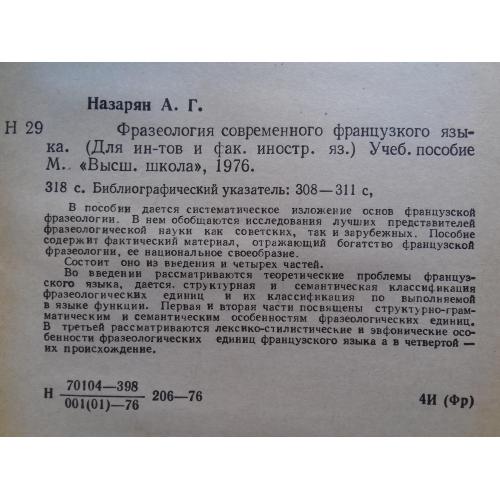 Назарян А. Г.
Н 29 Фразеология современного французкого язы-
ка. (Для ин-тов и фак. иностр. яз.) Учеб. пособие
М., «Высш. школа», 1976.
318 с. Библиографический указатель: 308—311 с,
В пособии дается систематическое изложение основ французской
фразеологии. В нем обобщаются исследования лучших представителей
фразеологической науки как советских, так и зарубежных. Пособие
содержит фактический материал, отражающий богатство французской
фразеологии, ее национальное своеобразие.
Состоит оно из введения и четырех частей.
Во введении рассматриваются теоретические проблемы француз-
ского языка, дается структурная и семантическая классификация
фразеологических единиц и их классификация по выполняемой
в языке функции. Первая и вторая части посвящены структурно-грам-
матическим и семантическим особенностям фразеологических единиц.
В третьей рассматриваются лексико-стилистические и эвфонические осо-
бенности фразеологических единиц французского языка а в четвертой —
их происхождение.
Н 70104—398
001(01)—76 206—76 4И (Фр)